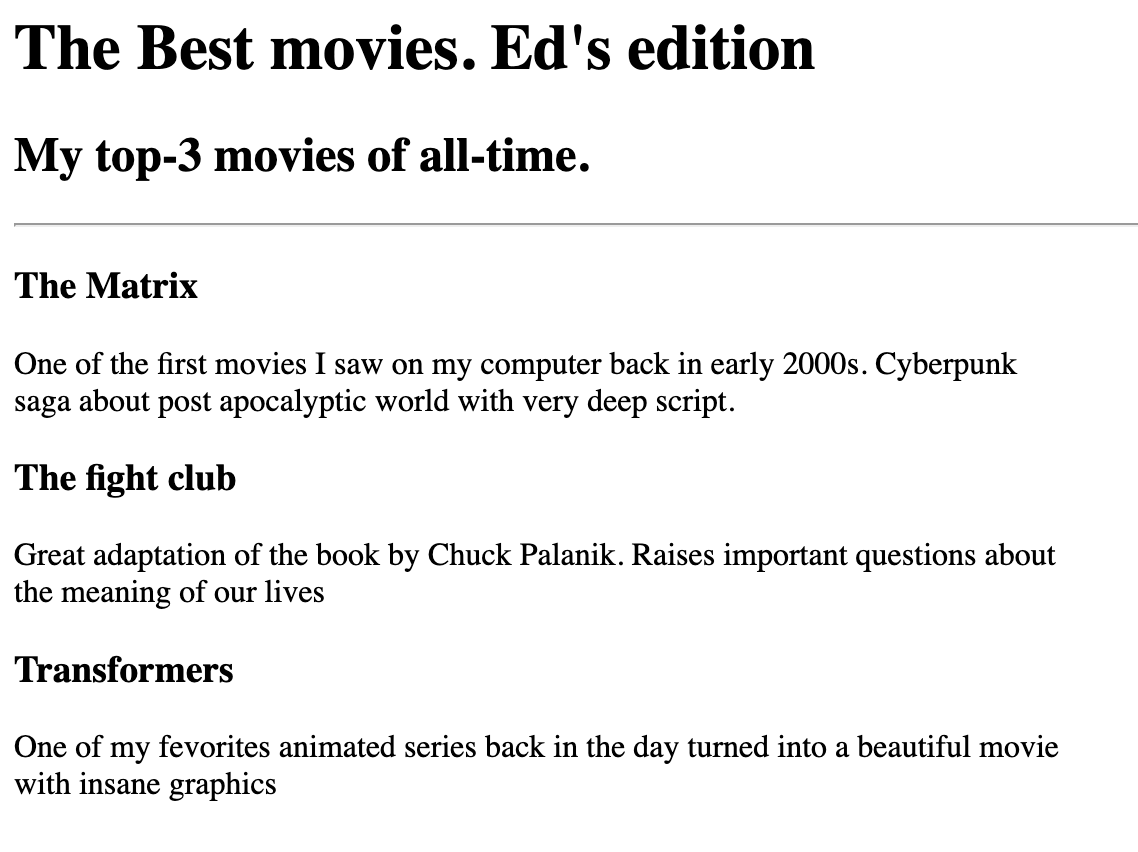 The Best movies. Ed's edition
My top-3 movies of all-time.
The Matrix
One of the first movies I saw on my computer back in early 2000s. Cyberpunk
saga about post apocalyptic world with very deep script.
The fight club
Great adaptation of the book by Chuck Palanik. Raises important questions about
the meaning of our lives
Transformers
One of my fevorites animated series back in the day turned into a beautiful movie
with insane graphics